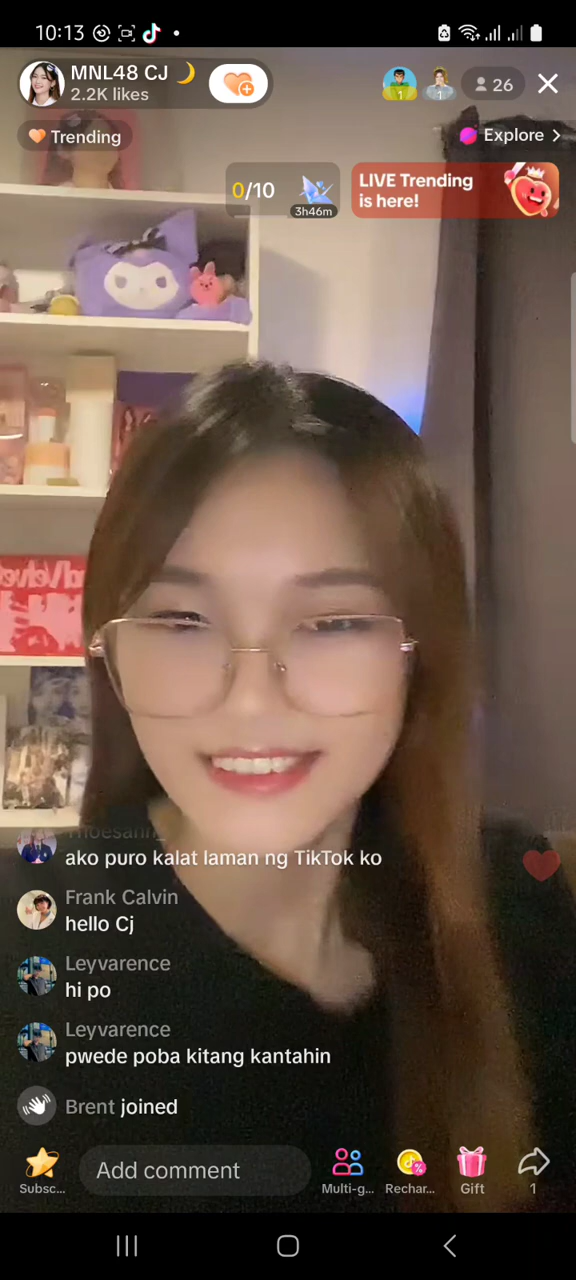 10:13
MNL48 CJ 🌙
2.2K likes
1
1
26
Trending
Explore >
0/10
3h46m
LIVE Trending
is here!
ako puro kalat laman ng TikTok ko
Frank Calvin
hello Cj
Leyvarence
hi po
Leyvarence
pwede poba kitang kantahin
Brent joined
Subsc...
Add comment
Multi-g...
Rechar...
Gift
1